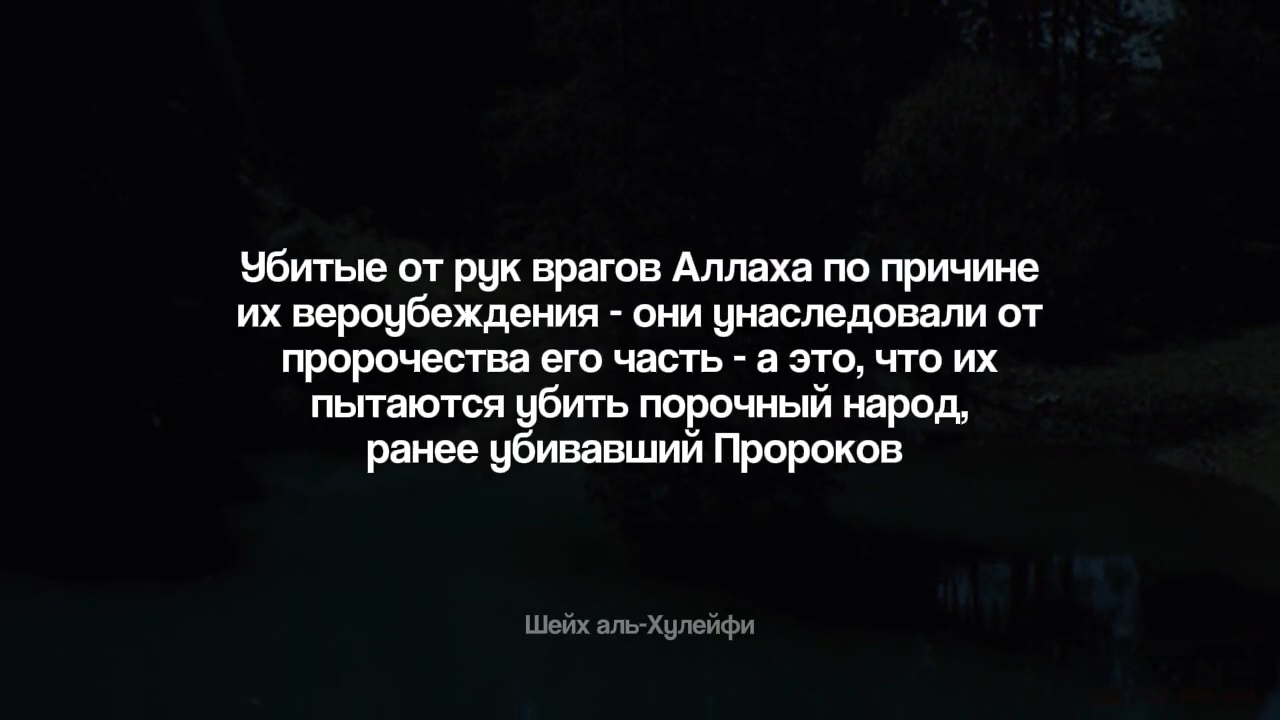 Убитые от рук врагов Аллаха по причине
их вероубеждения - они унаследовали от
пророчества его часть - а это, что их
пытаются убить порочный народ,
ранее убивавший Пророков
Шейх аль-Хулейфи